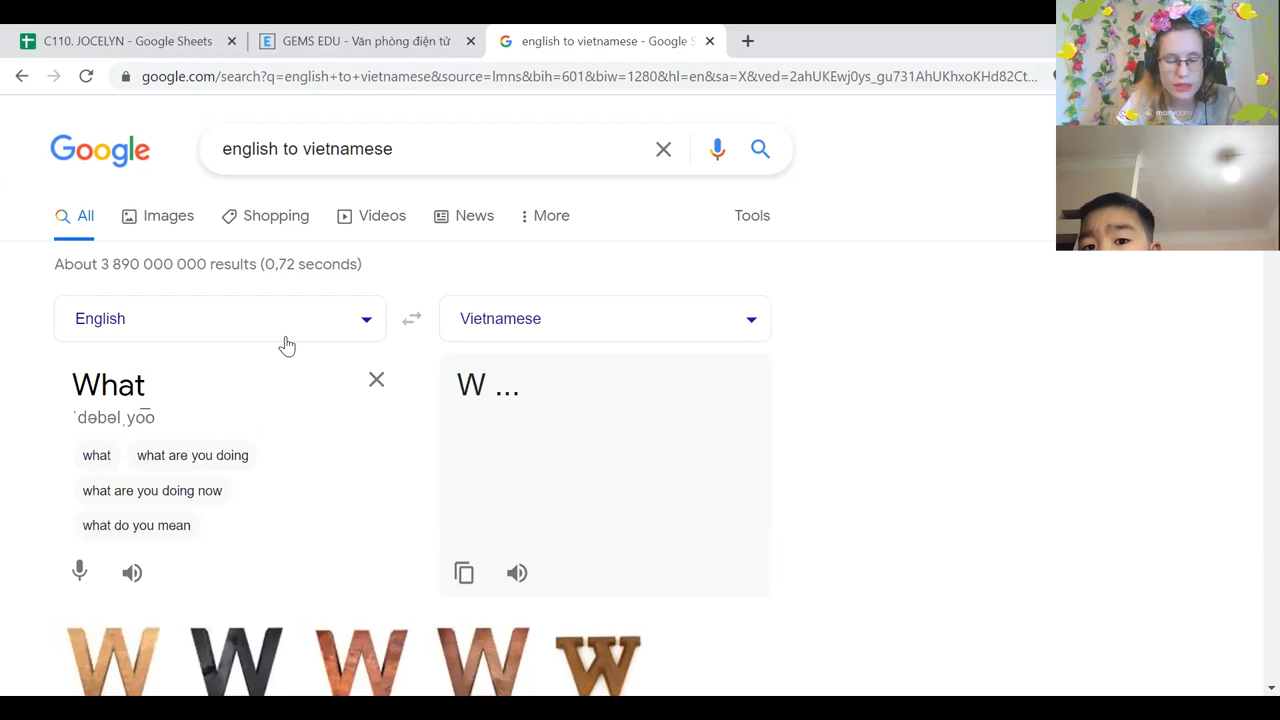 C110. JOCELYN - Google Sheets
GEMS EDU - Văn phòng điện tử
english to vietnamese - Google S
google.com/search?q=english+to+vietnamese&source=lmns&bih=601&biw=1280&hl=en&sa=X&ved=2ahUKEwj0ys_gu731AhUKhxoKHd82Ct...
manycam
Google
english to vietnamese
All
Images
Shopping
Videos
News
More
Tools
About 3 890 000 000 results (0,72 seconds)
English
Vietnamese
What
W ...
ˈdəbəlˌyo͞o
what
what are you doing
what are you doing now
what do you mean
W W W W W